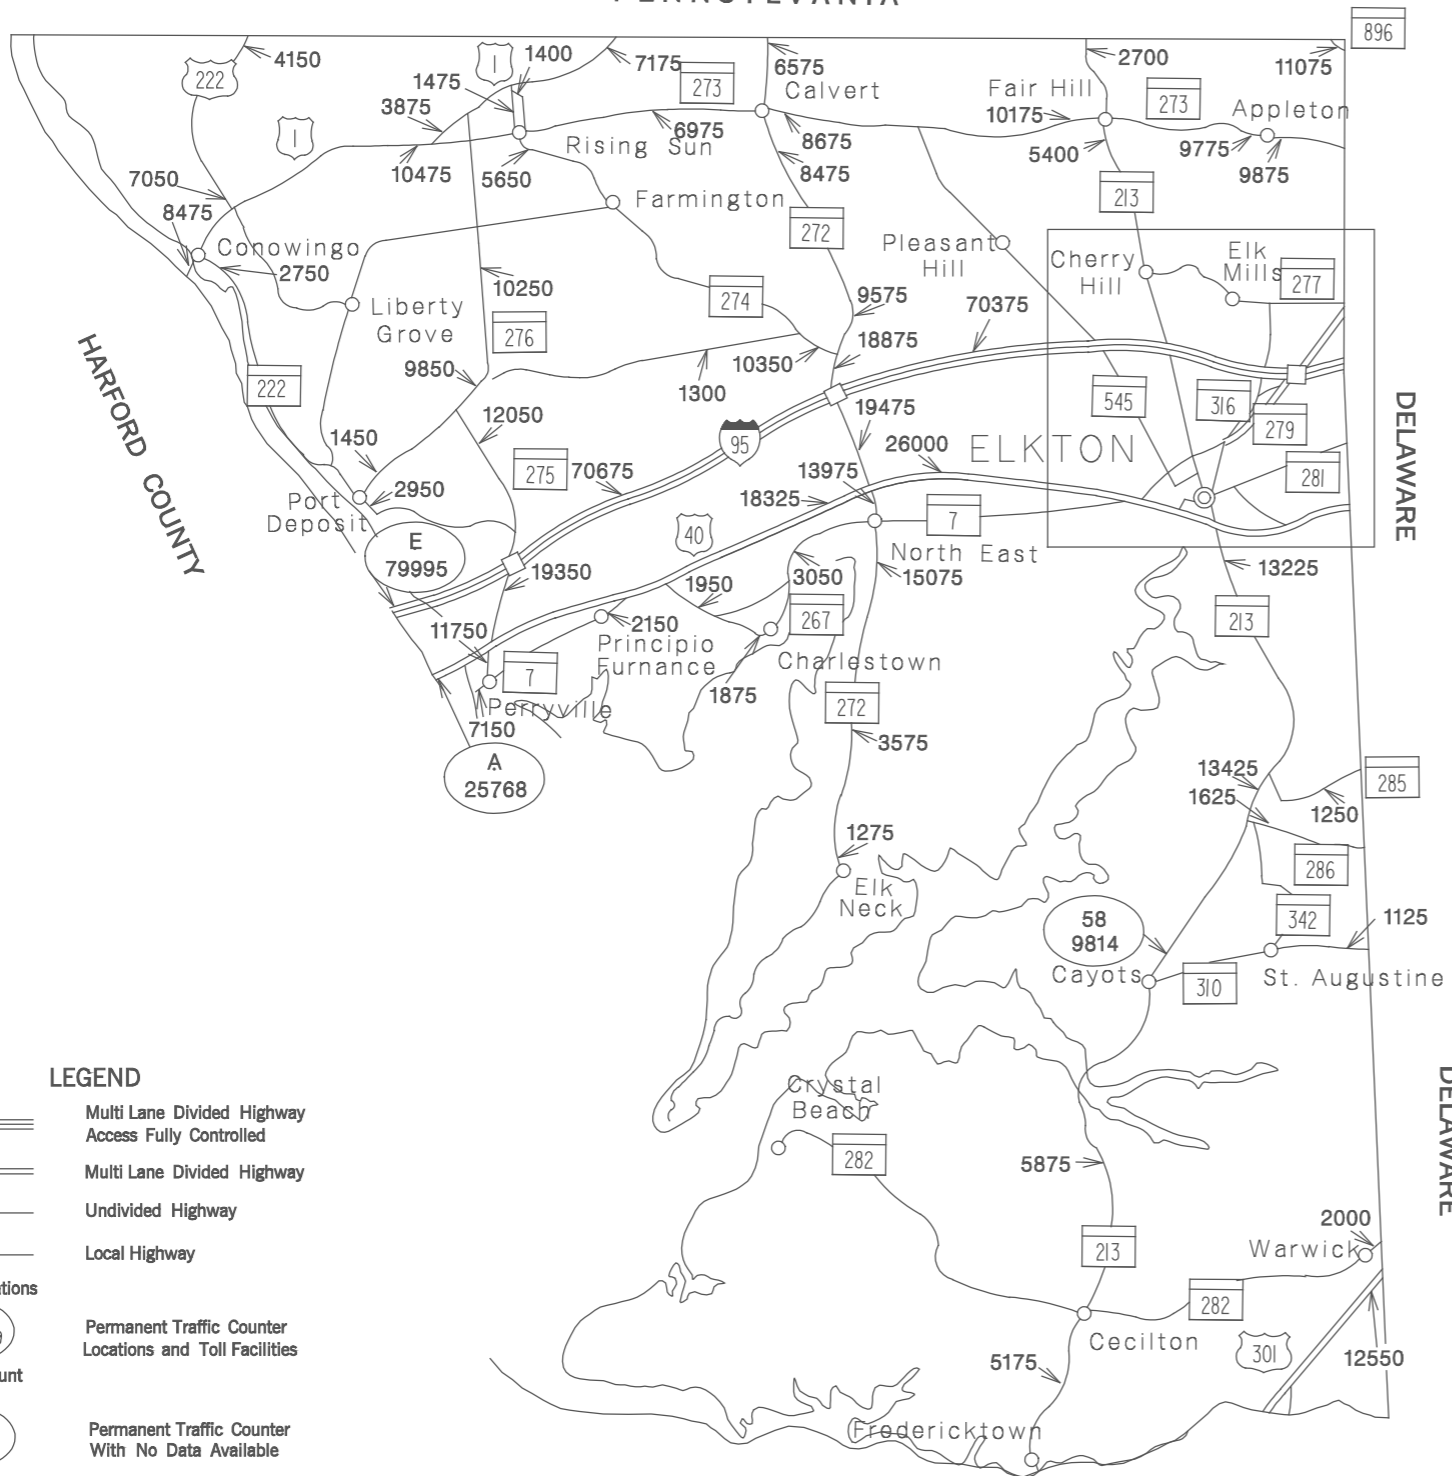 PENNSYLVANIA
896
4150
1
1400
7175
6575
2700
11075
222
1475
273
Calvert
Fair Hill
273
Appleton
3875
10175
1
6975
Rising Sun
8675
5400
9775
10475
5650
8475
9875
7050
Farmington
213
8475
272
Conowingo
Pleasant
Hill
Cherry
Hill
Elk
Mills
277
2750
10250
274
9575
70375
Liberty
Grove
276
18875
HARFORD COUNTY
9850
10350
222
1300
545
316
DELAWARE
12050
19475
279
95
26000
ELKTON
1450
275
70675
13975
281
2950
18325
Port
Deposit
7
40
E
79995
North East
19350
1950
3050
15075
13225
267
213
11750
2150
Principio
Furnance
Charlestown
7
1875
272
Perryville
7150
3575
A
25768
13425
285
1625
1250
1275
286
Elk
Neck
58
9814
342
1125
Cayots
310
St. Augustine
LEGEND
DELAWARE
Multi Lane Divided Highway
Access Fully Controlled
Crystal
Beach
282
Multi Lane Divided Highway
5875
Undivided Highway
2000
Local Highway
213
Warwick
282
Permanent Traffic Counter
Locations and Toll Facilities
Cecilton
301
5175
12550
Permanent Traffic Counter
With No Data Available
Fredericktown